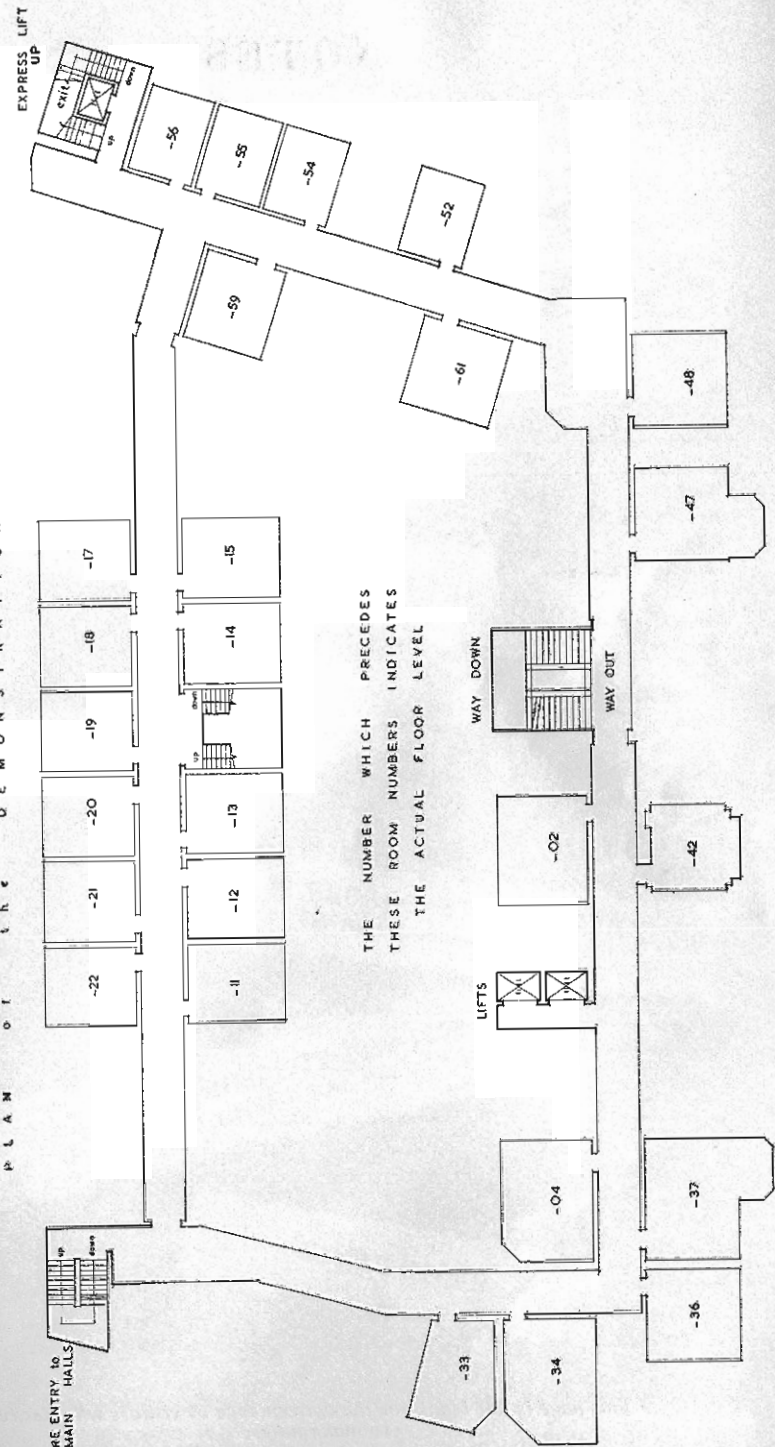 PLAN of the
EXPRESS LIFT
UP
exit
up
down
-56
-55
-54
-52
-59
-61
-48
-47
-17
-18
-19
-20
-21
-22
-15
-14
down
up
-13
-12
-11
THE NUMBER WHICH PRECEDES
THESE ROOM NUMBERS INDICATES
THE ACTUAL FLOOR LEVEL
WAY DOWN
WAY OUT
-02
-42
LIFTS
-04
-37
-36
-33
-34
up
down
ENTRY to
MAIN HALLS